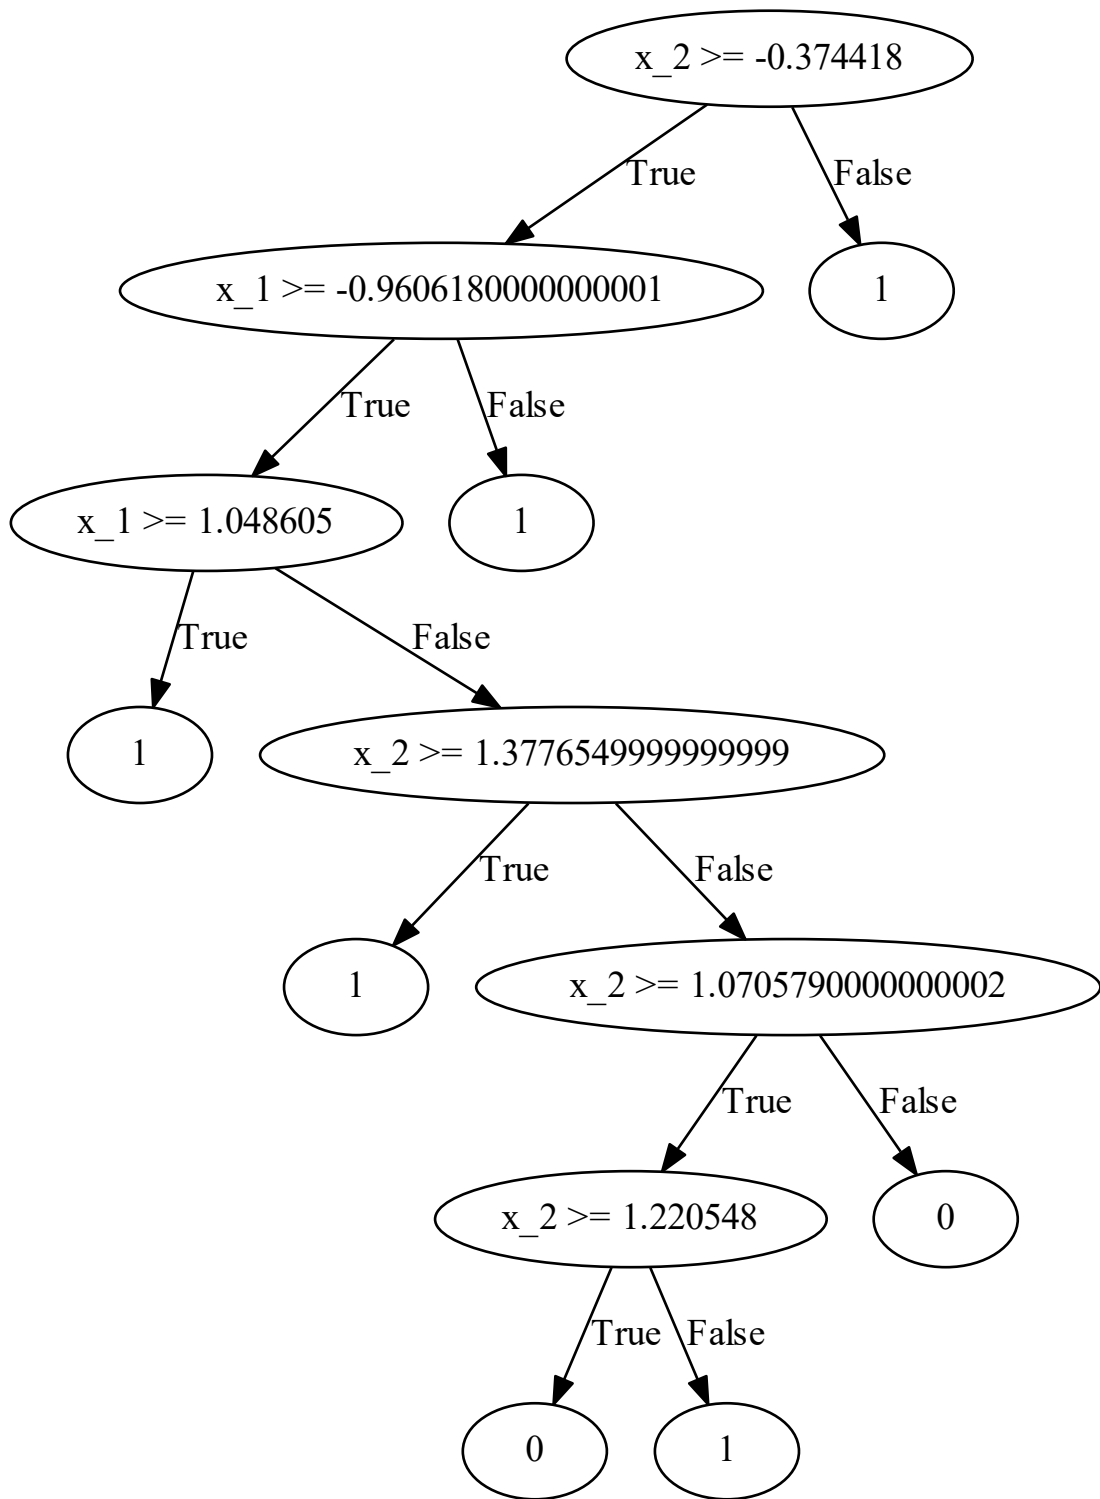 x_2 >= -0.374418
True
False
x_1 >= -0.9606180000000001
1
True
False
x_1 >= 1.048605
1
True
False
1
x_2 >= 1.3776549999999999
True
False
1
x_2 >= 1.0705790000000002
True
False
x_2 >= 1.220548
0
True
False
0
1